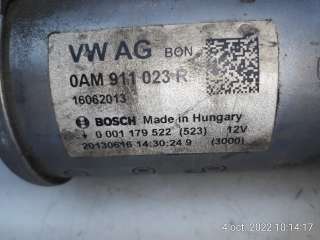 VW AG BON
0AM 911 023 R
16062013
BOSCH Made in Hungary
0 001 179 522 (523) 12V
20130616 14:30:24 9 (3000)
4 oct. 2022 10:14:17